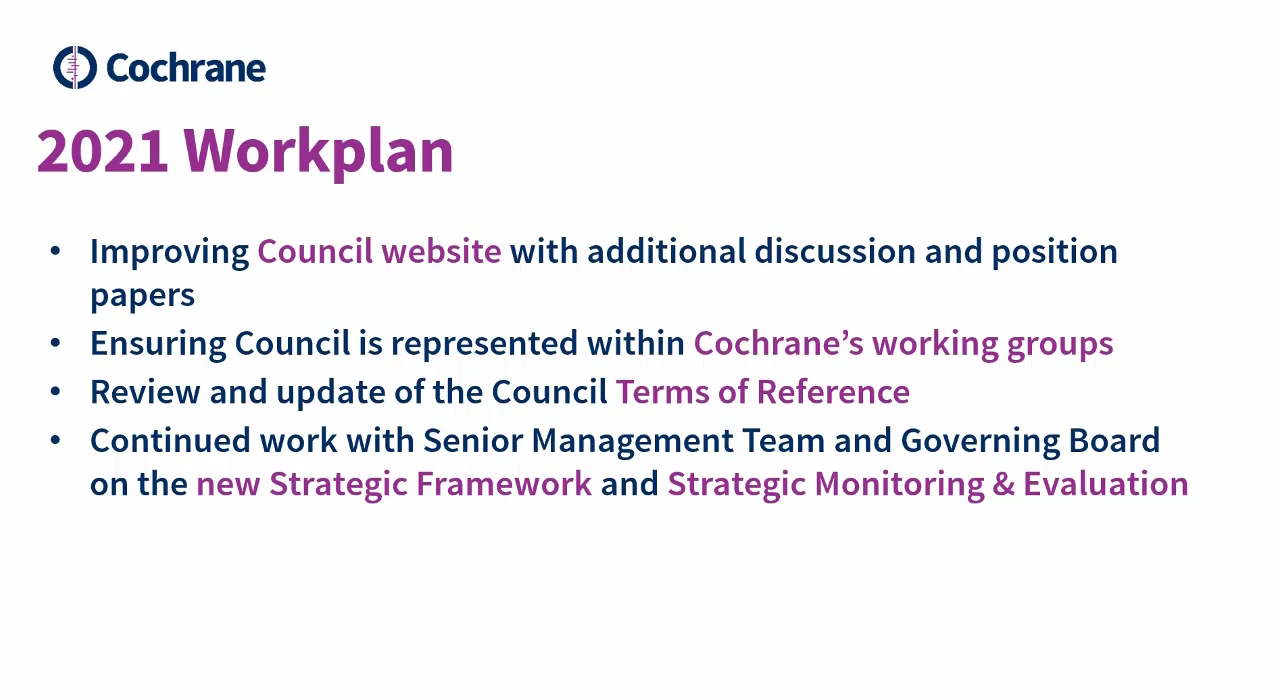 Cochrane
2021 Workplan
• Improving Council website with additional discussion and position
papers
• Ensuring Council is represented within Cochrane’s working groups
• Review and update of the Council Terms of Reference
• Continued work with Senior Management Team and Governing Board
on the new Strategic Framework and Strategic Monitoring & Evaluation